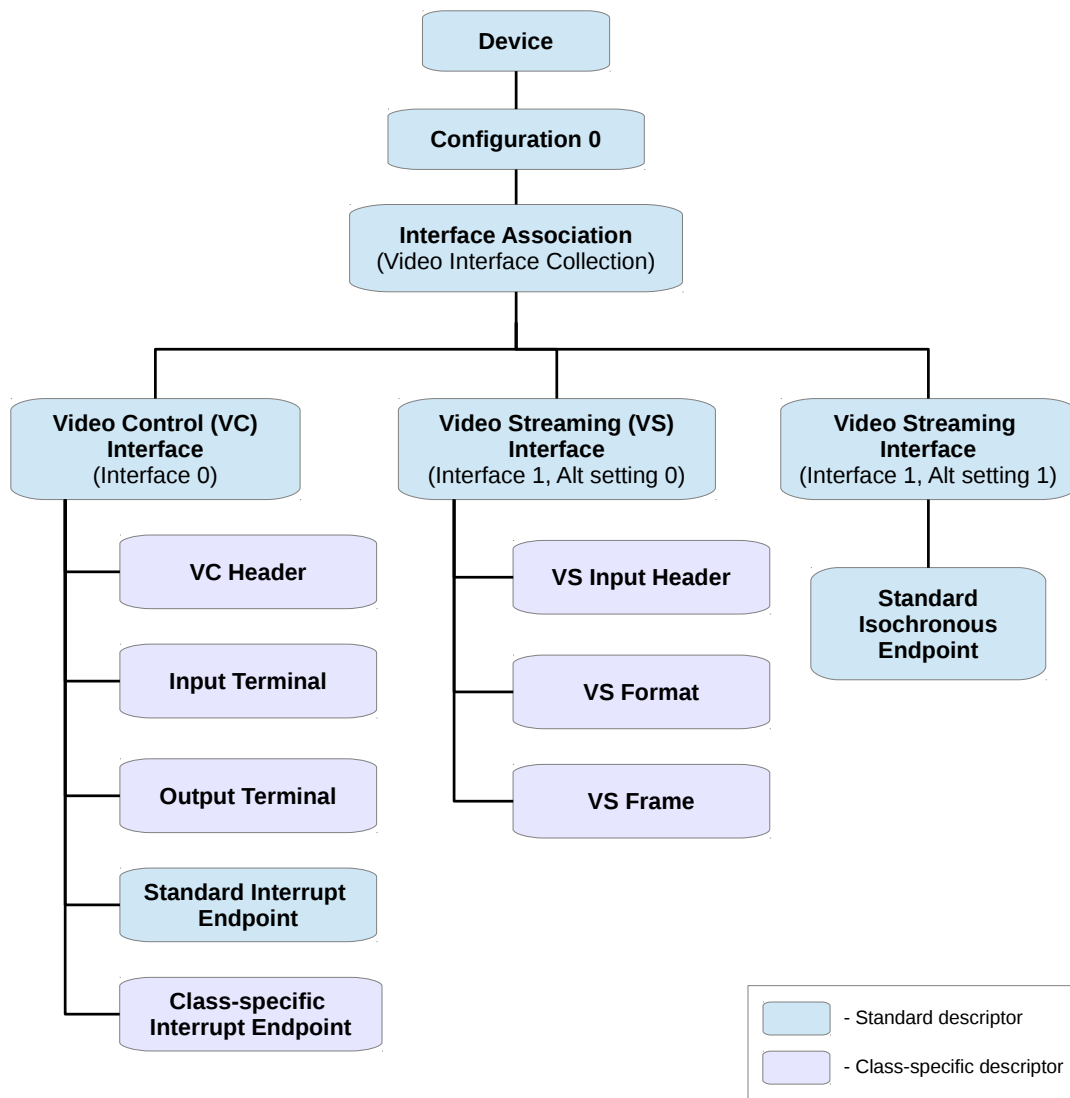 Device
Configuration 0
Interface Association
(Video Interface Collection)
Video Control (VC)
Interface
(Interface 0)
Video Streaming (VS)
Interface
(Interface 1, Alt setting 0)
Video Streaming
Interface
(Interface 1, Alt setting 1)
VC Header
Input Terminal
Output Terminal
Standard Interrupt
Endpoint
Class-specific
Interrupt Endpoint
VS Input Header
VS Format
VS Frame
Standard
Isochronous
Endpoint
- Standard descriptor
- Class-specific descriptor